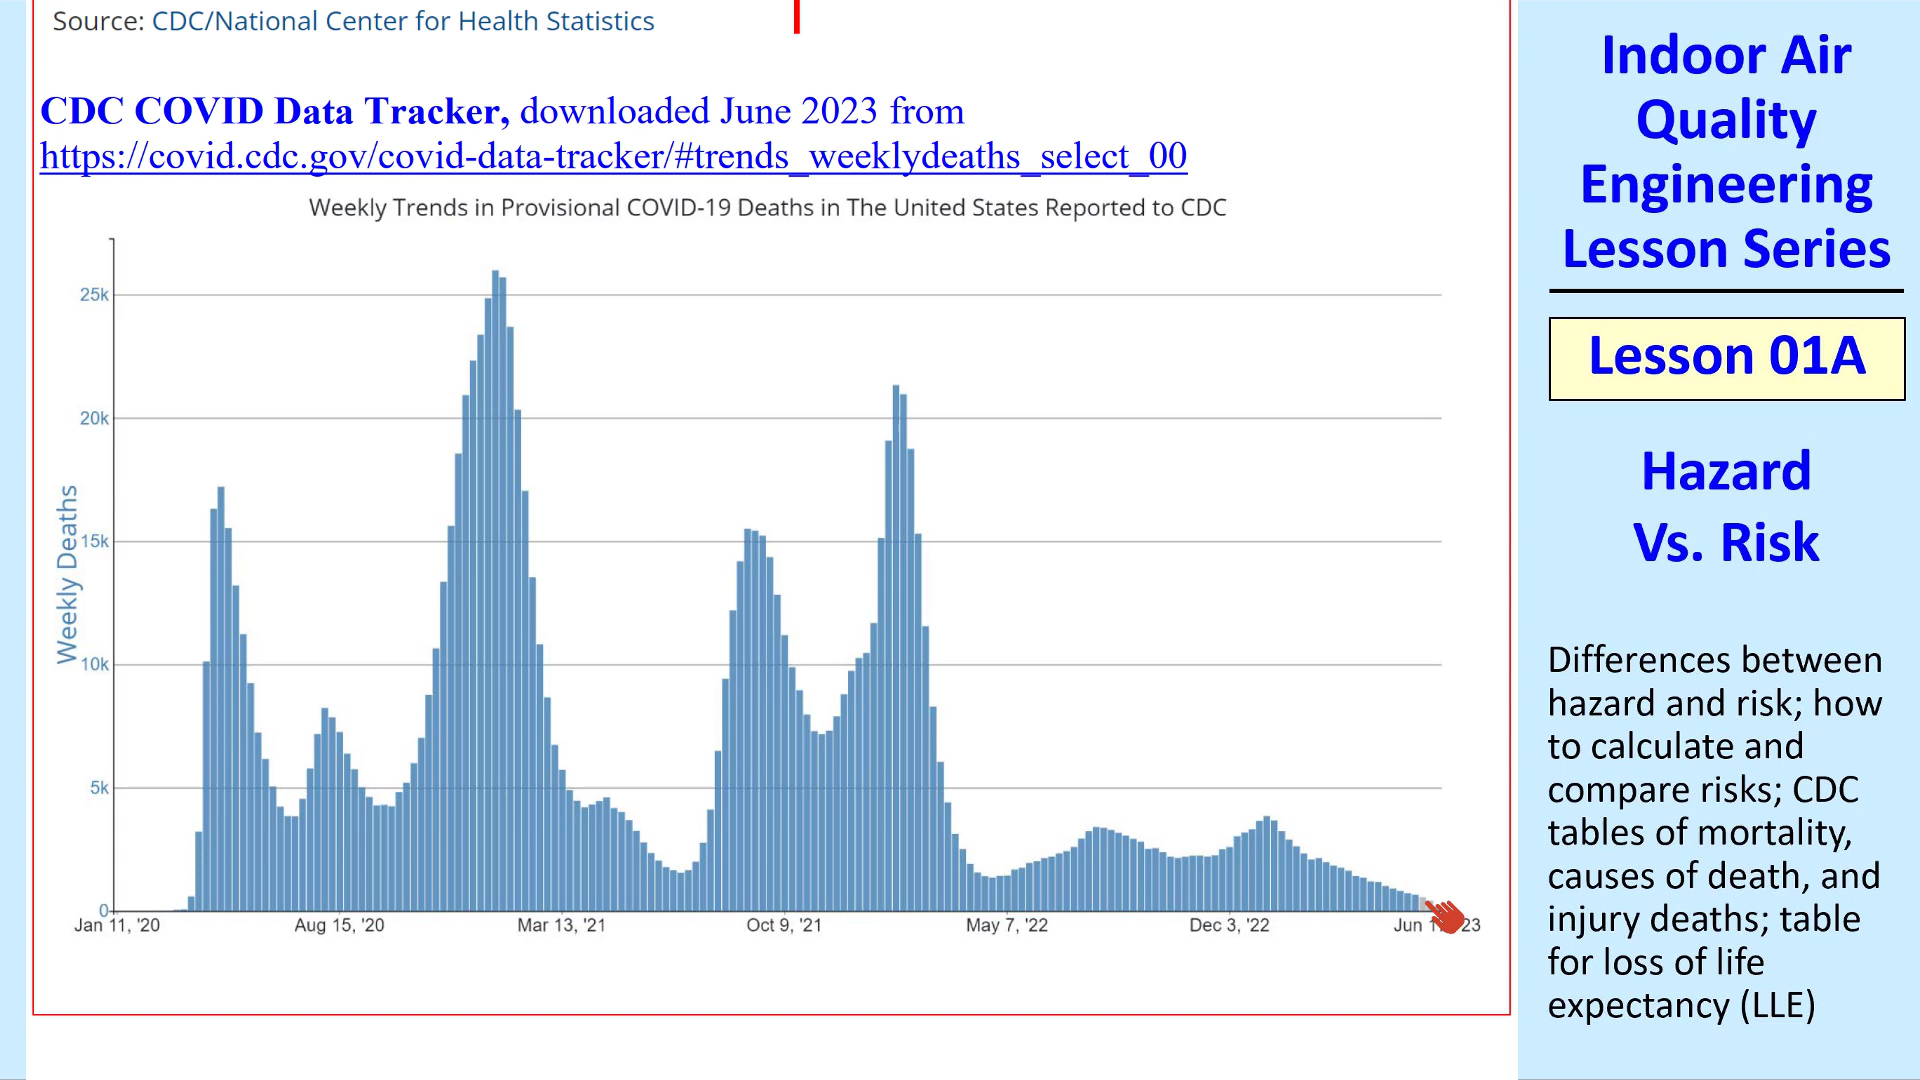 Source: CDC/National Center for Health Statistics
CDC COVID Data Tracker, downloaded June 2023 from
https://covid.cdc.gov/covid-data-tracker/#trends_weeklydeaths_select_00
Weekly Trends in Provisional COVID-19 Deaths in The United States Reported to CDC
Weekly Deaths
25k
20k
15k
10k
5k
0
Jan 11, '20
Aug 15, '20
Mar 13, '21
Oct 9, '21
May 7, '22
Dec 3, '22
Jun 1 23
Indoor Air
Quality
Engineering
Lesson Series
Lesson 01A
Hazard
Vs. Risk
Differences between
hazard and risk; how
to calculate and
compare risks; CDC
tables of mortality,
causes of death, and
injury deaths; table
for loss of life
expectancy (LLE)